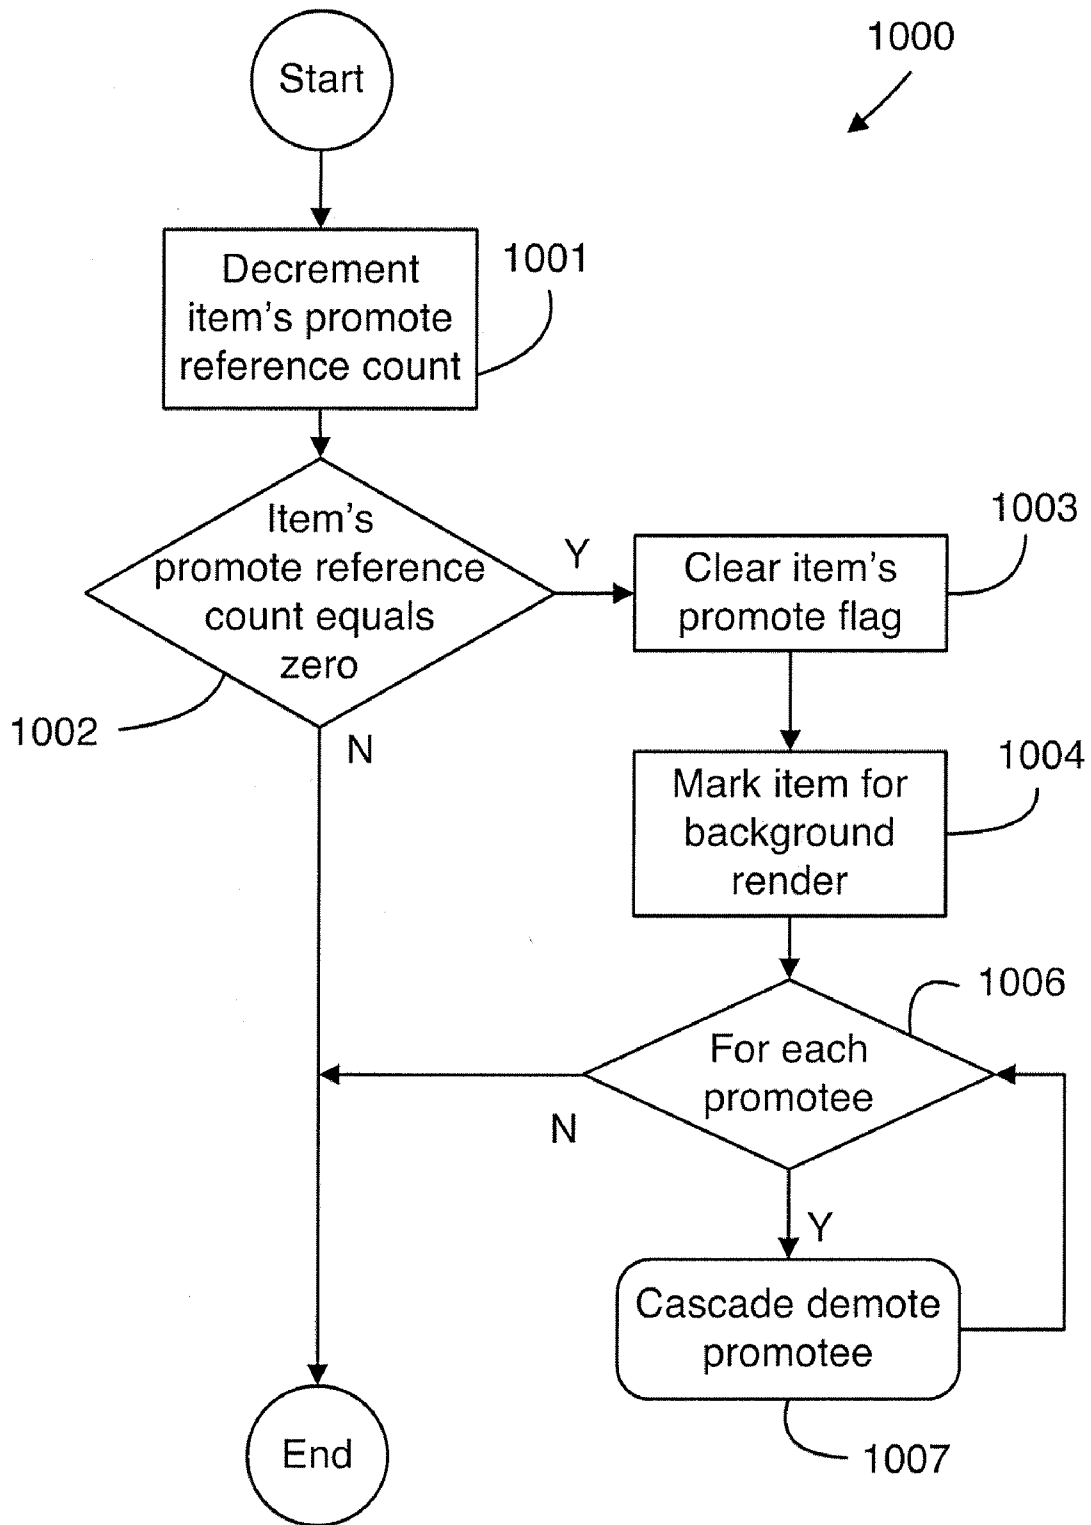 1000
Start
Decrement
item's promote
reference count
1001
Item's
promote reference
count equals
zero
1002
Y
N
Clear item's
promote flag
1003
Mark item for
background
render
1004
For each
promotee
1006
N
Y
Cascade demote
promotee
1007
End